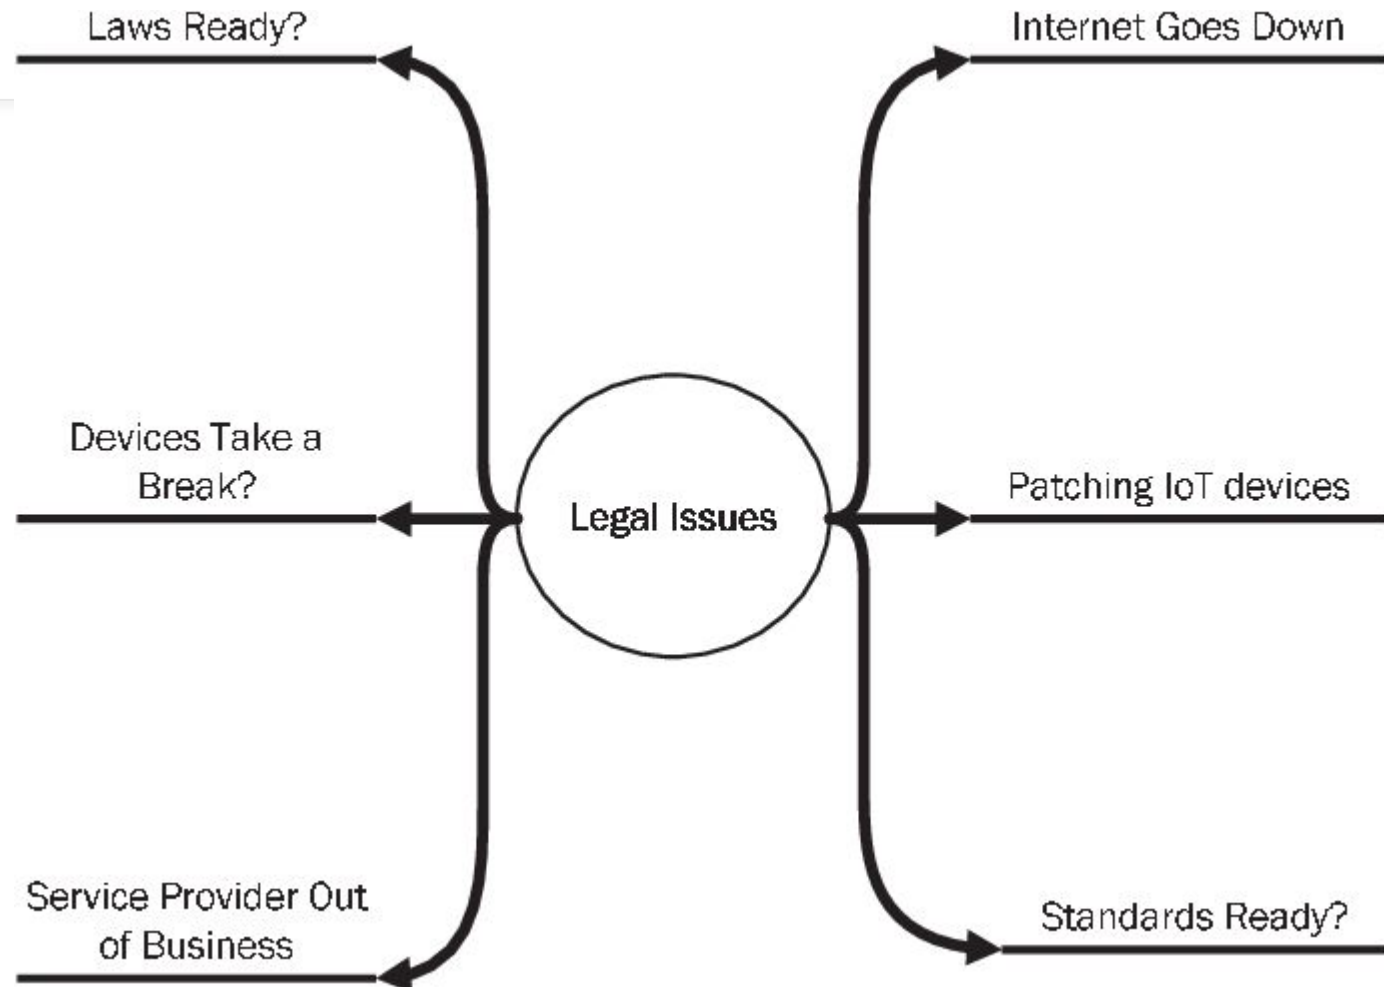 Laws Ready?
Internet Goes Down
Devices Take a
Break?
Legal Issues
Patching IoT devices
Service Provider Out
of Business
Standards Ready?